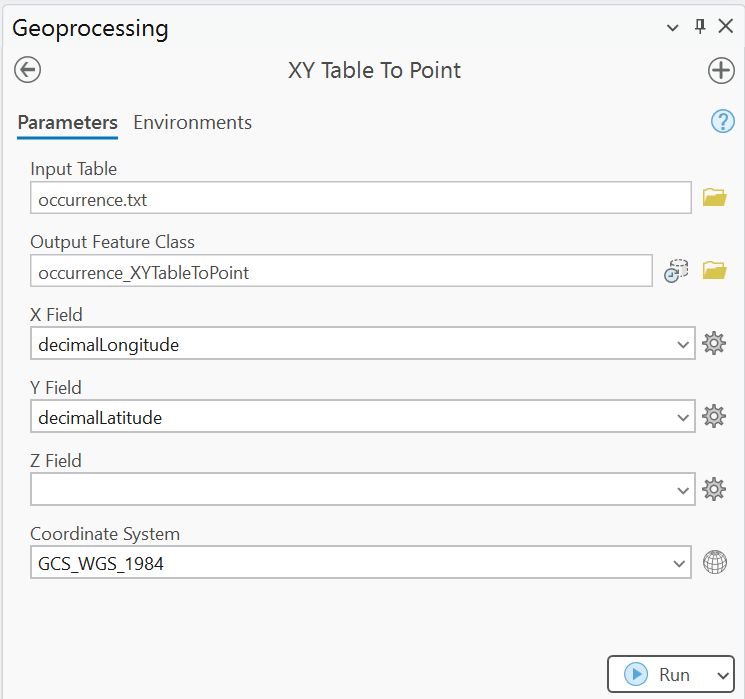 Geoprocessing
XY Table To Point
Parameters Environments
?
Input Table
occurrence.txt
Output Feature Class
occurrence_XYTableToPoint
X Field
decimalLongitude
Y Field
decimalLatitude
Z Field
Coordinate System
GCS_WGS_1984
Run